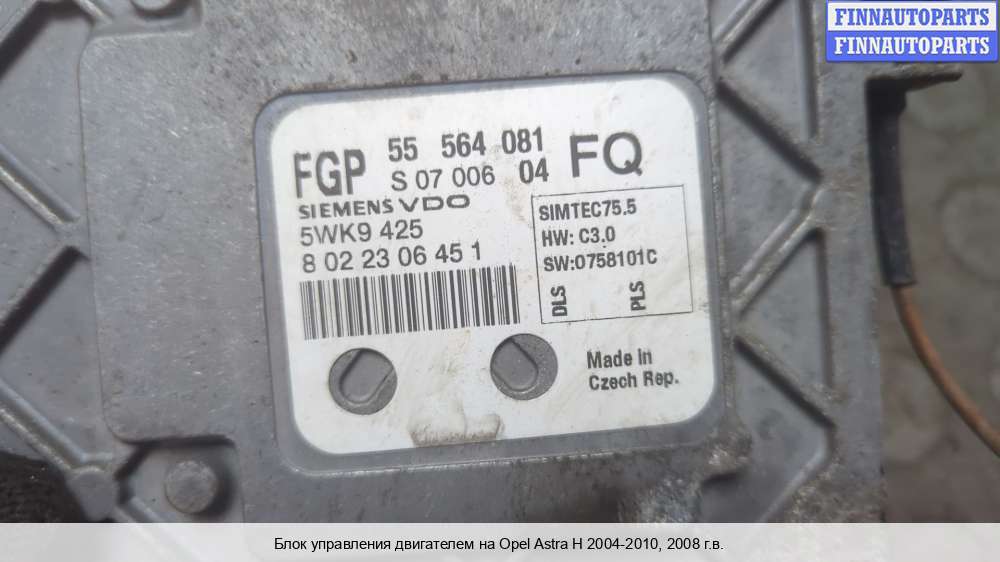 FINNAUTOPARTS
FINNAUTOPARTS
FGP 55 564 081 FQ
S 07 006 04
SIEMENS VDO
5WK9 425
8 02 23 06 45 1
SIMTEC75.5
HW: C3.0
SW:0758101C
DLS PLS
Made in
Czech Rep.
Блок управления двигателем на Opel Astra H 2004-2010, 2008 г.в.